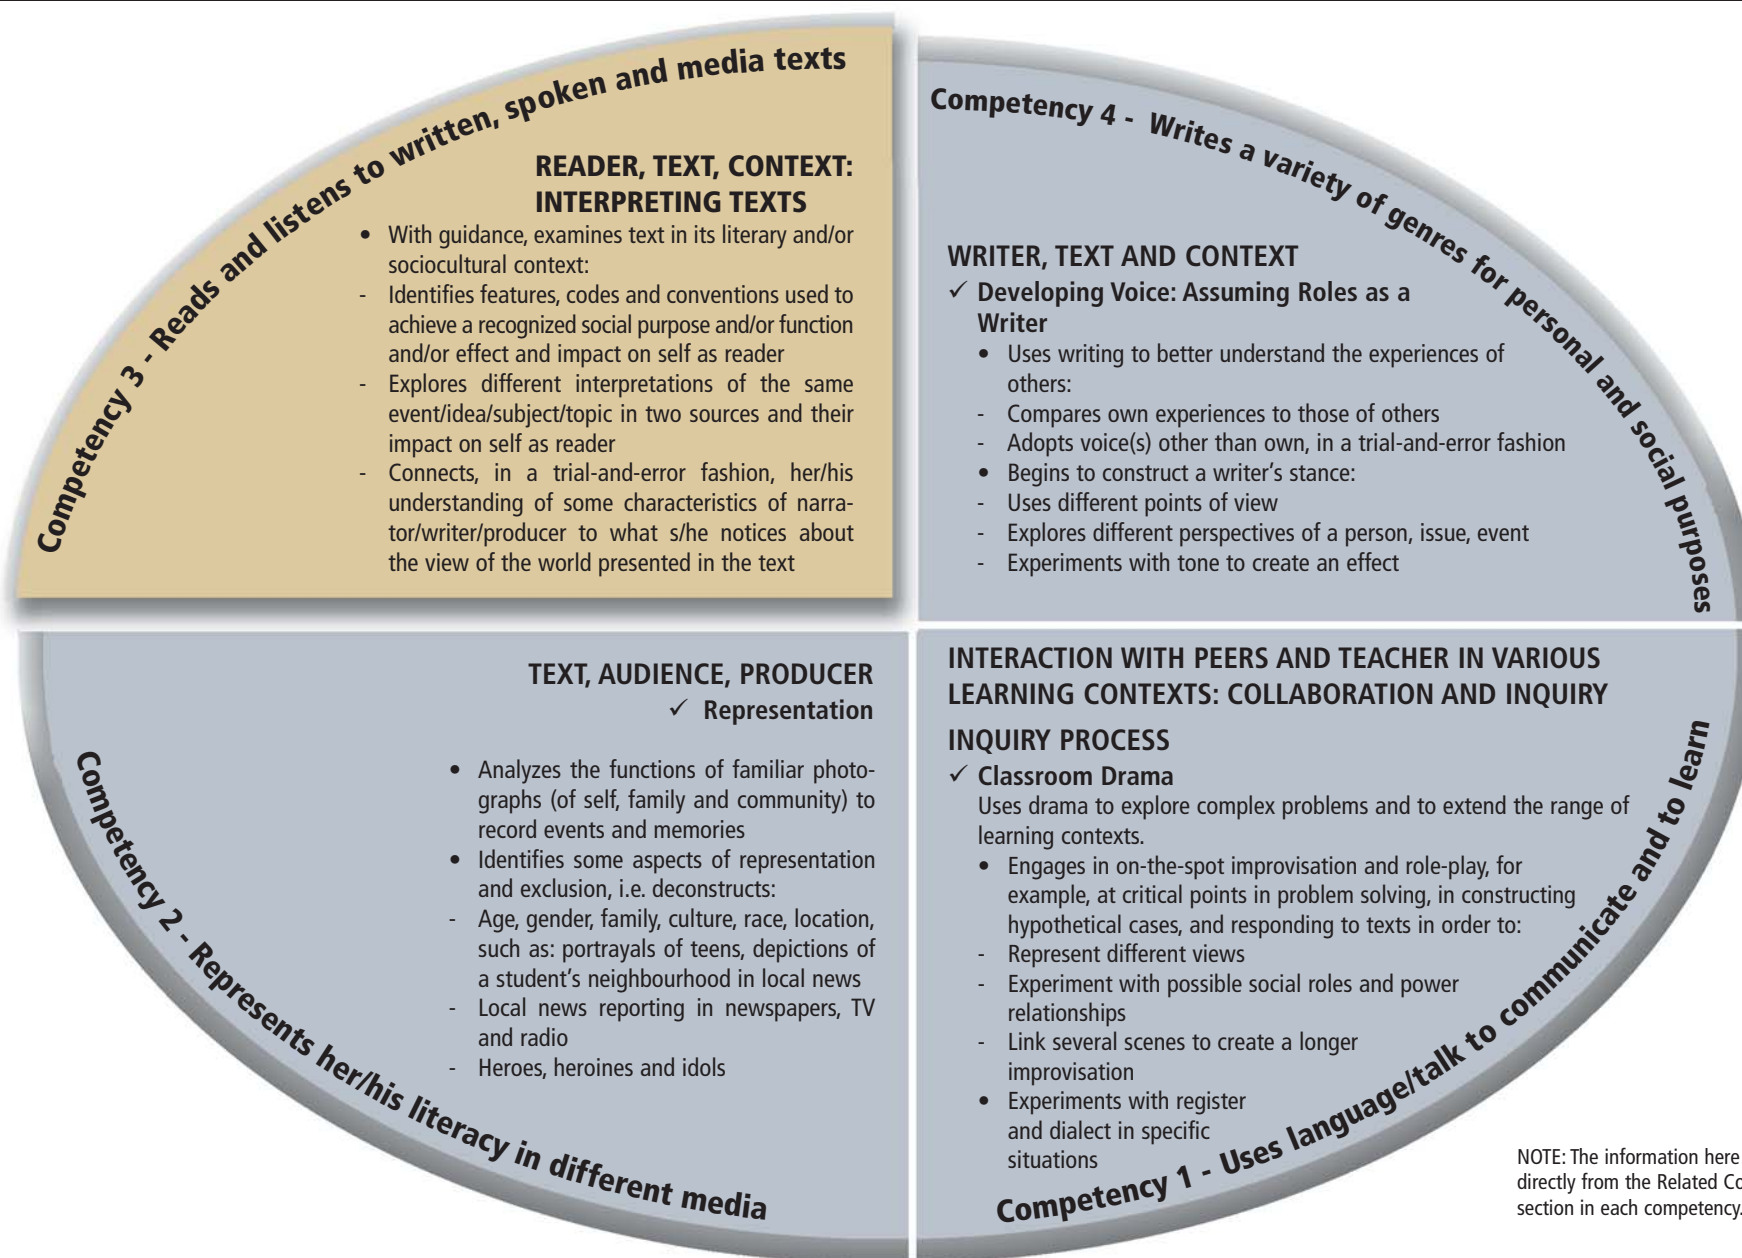 Competency 3 - Reads and listens to written, spoken and media texts
READER, TEXT, CONTEXT:
INTERPRETING TEXTS
• With guidance, examines text in its literary and/or
sociocultural context:
- Identifies features, codes and conventions used to
achieve a recognized social purpose and/or function
and/or effect and impact on self as reader
- Explores different interpretations of the same
event/idea/subject/topic in two sources and their
impact on self as reader
- Connects, in a trial-and-error fashion, her/his
understanding of some characteristics of narra-
tor/writer/producer to what s/he notices about
the view of the world presented in the text
Competency 4 - Writes a variety of genres for personal and social purposes
WRITER, TEXT AND CONTEXT
✓ Developing Voice: Assuming Roles as a
Writer
• Uses writing to better understand the experiences of
others:
- Compares own experiences to those of others
- Adopts voice(s) other than own, in a trial-and-error fashion
• Begins to construct a writer's stance:
- Uses different points of view
- Explores different perspectives of a person, issue, event
- Experiments with tone to create an effect
TEXT, AUDIENCE, PRODUCER
✓ Representation
• Analyzes the functions of familiar photo-
graphs (of self, family and community) to
record events and memories
• Identifies some aspects of representation
and exclusion, i.e. deconstructs:
- Age, gender, family, culture, race, location,
such as: portrayals of teens, depictions of
a student's neighbourhood in local news
- Local news reporting in newspapers, TV
and radio
- Heroes, heroines and idols
Competency 2 - Represents her/his literacy in different media
INTERACTION WITH PEERS AND TEACHER IN VARIOUS
LEARNING CONTEXTS: COLLABORATION AND INQUIRY
INQUIRY PROCESS
✓ Classroom Drama
Uses drama to explore complex problems and to extend the range of
learning contexts.
• Engages in on-the-spot improvisation and role-play, for
example, at critical points in problem solving, in constructing
hypothetical cases, and responding to texts in order to:
- Represent different views
- Experiment with possible social roles and power
relationships
- Link several scenes to create a longer
improvisation
• Experiments with register
and dialect in specific
situations
Competency 1 - Uses language/talk to communicate and to learn
NOTE: The information here
directly from the Related Co
section in each competency.